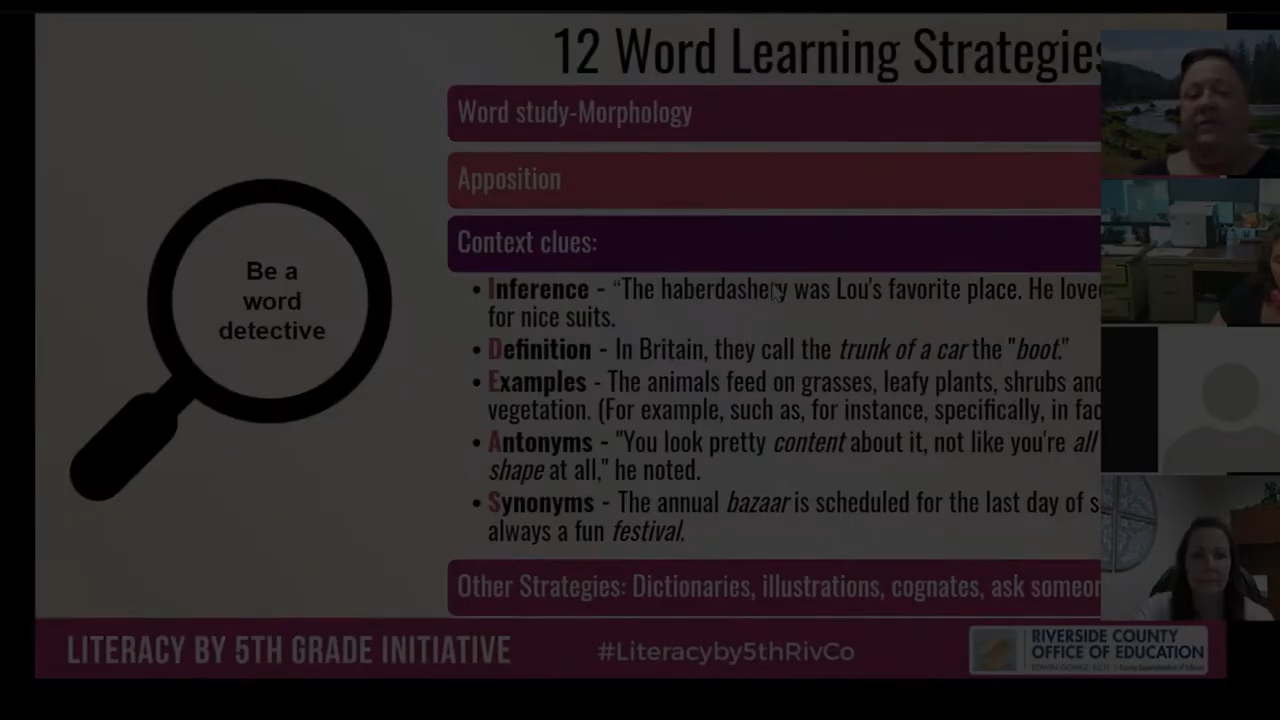 12 Word Learning Strategies
Word study-Morphology
Apposition
Be a
word
detective
Context clues:
• Inference - “The haberdashery was Lou's favorite place. He love
for nice suits.
• Definition - In Britain, they call the trunk of a car the "boot."
• Examples - The animals feed on grasses, leafy plants, shrubs and
vegetation. (For example, such as, for instance, specifically, in fac
• Antonyms - "You look pretty content about it, not like you're all
shape at all," he noted.
• Synonyms - The annual bazaar is scheduled for the last day of s
always a fun festival.
Other Strategies: Dictionaries, illustrations, cognates, ask someon
LITERACY BY 5TH GRADE INITIATIVE
#Literacyby5thRivCo
RIVERSIDE COUNTY
OFFICE OF EDUCATION